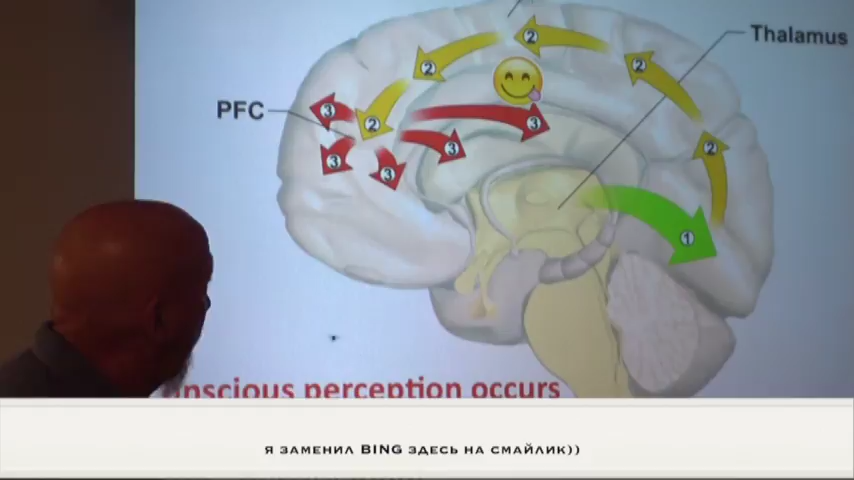 Thalamus
②
②
②
②
PFC
③
②
③
③
③
③
①
nscious perception occurs
я заменил BING здесь на смайлик))